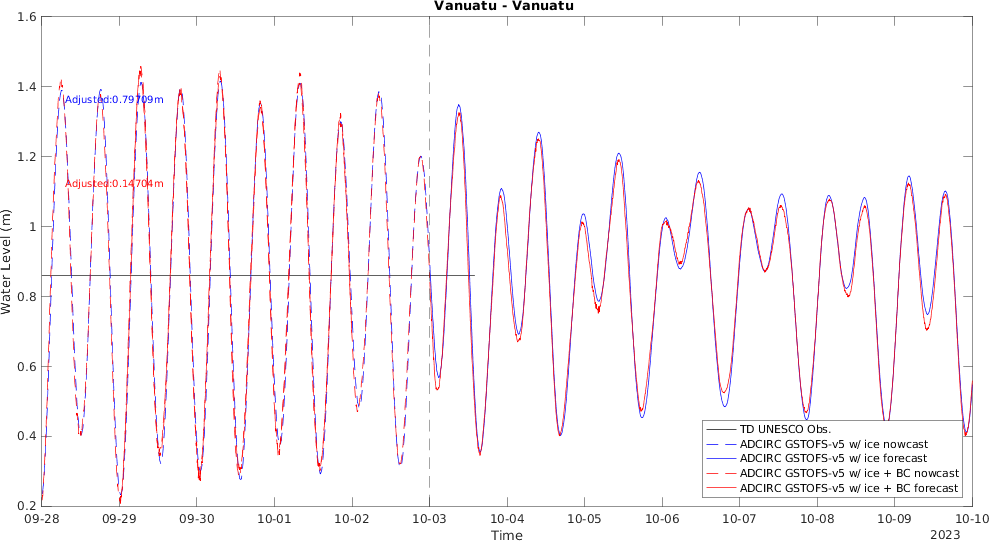 Vanuatu - Vanuatu
1.6
1.4
1.2
1
0.8
0.6
0.4
0.2
Water Level (m)
Adjusted:0.79709m
Adjusted:0.14704m
TD UNESCO Obs.
ADCIRC GSTOFS-v5 w/ ice nowcast
ADCIRC GSTOFS-v5 w/ ice forecast
ADCIRC GSTOFS-v5 w/ ice + BC nowcast
ADCIRC GSTOFS-v5 w/ ice + BC forecast
09-28 09-29 09-30 10-01 10-02 10-03 10-04 10-05 10-06 10-07 10-08 10-09 10-10
Time
2023